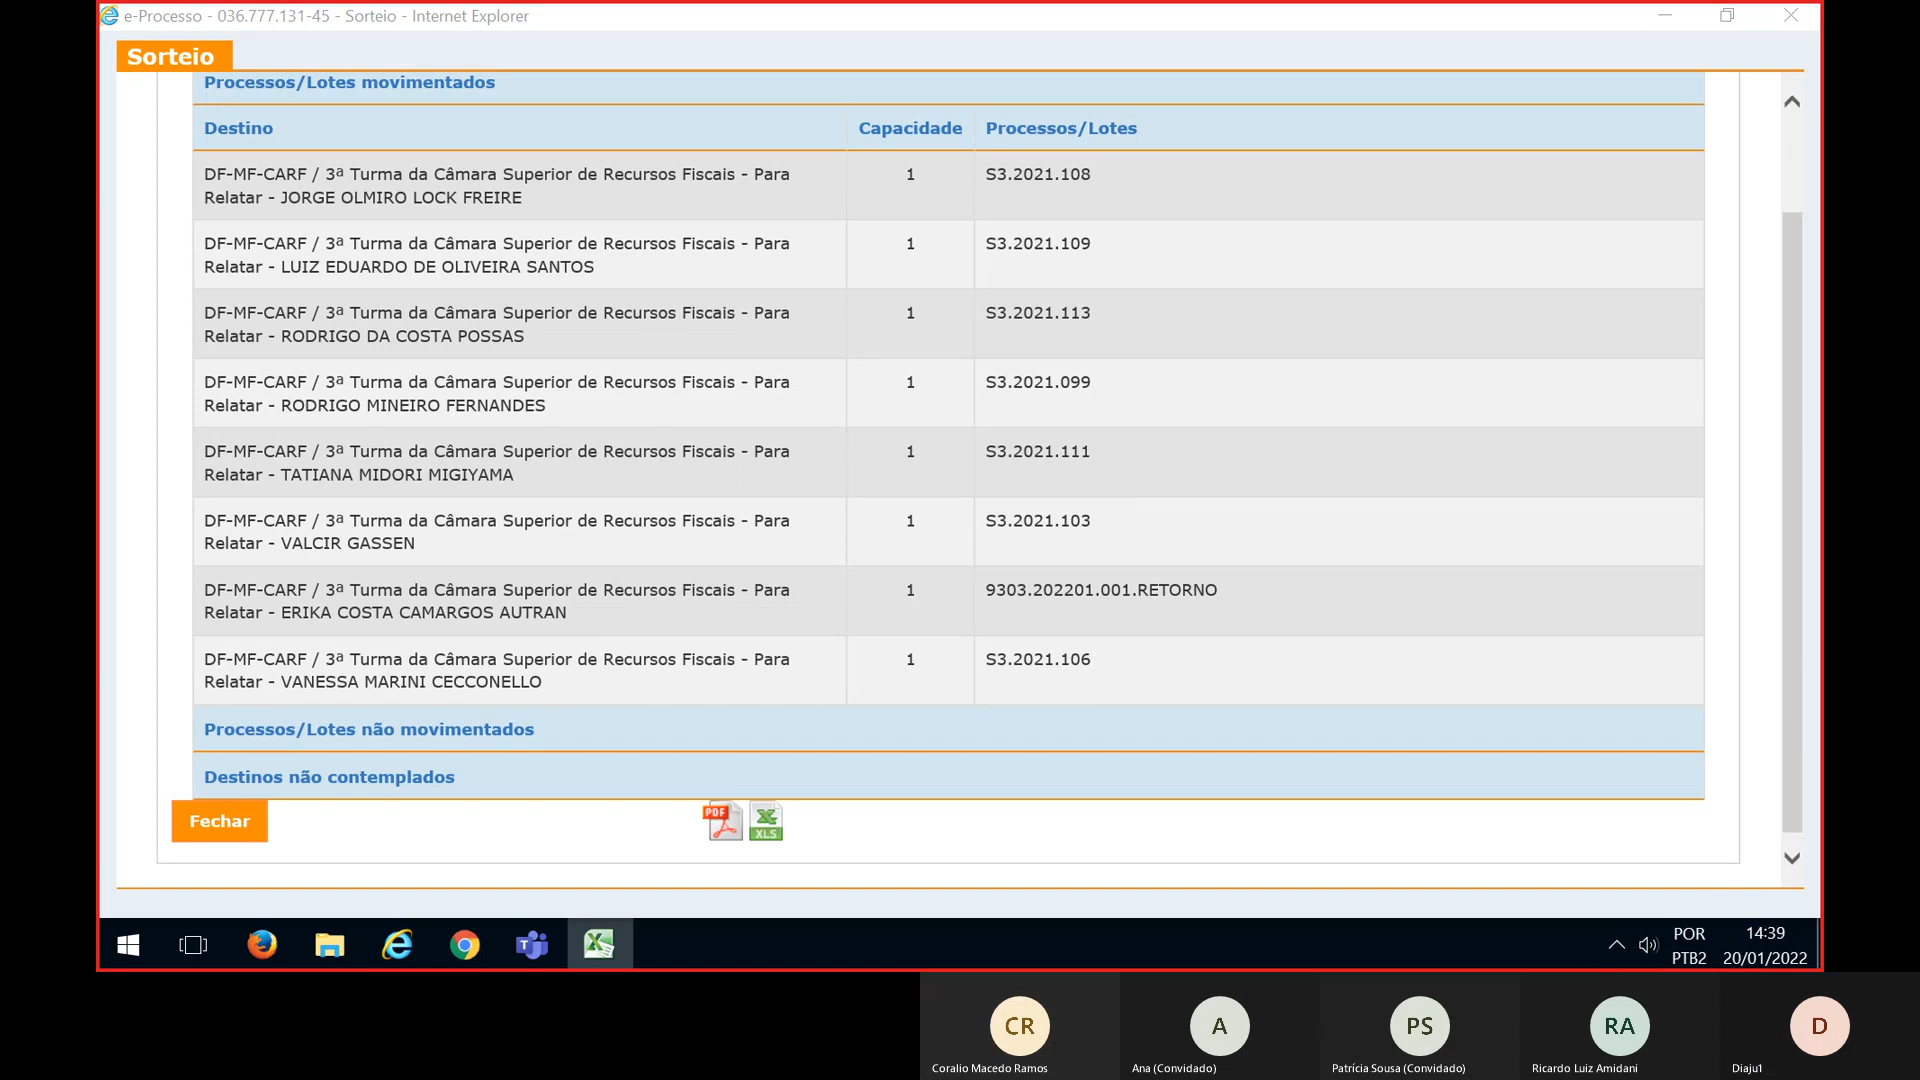 e-Processo - 036.777.131-45 - Sorteio - Internet Explorer
Sorteio
Processos/Lotes movimentados
Destino Capacidade Processos/Lotes
DF-MF-CARF / 3ª Turma da Câmara Superior de Recursos Fiscais - Para 1 S3.2021.108
Relatar - JORGE OLMIRO LOCK FREIRE
DF-MF-CARF / 3ª Turma da Câmara Superior de Recursos Fiscais - Para 1 S3.2021.109
Relatar - LUIZ EDUARDO DE OLIVEIRA SANTOS
DF-MF-CARF / 3ª Turma da Câmara Superior de Recursos Fiscais - Para 1 S3.2021.113
Relatar - RODRIGO DA COSTA POSSAS
DF-MF-CARF / 3ª Turma da Câmara Superior de Recursos Fiscais - Para 1 S3.2021.099
Relatar - RODRIGO MINEIRO FERNANDES
DF-MF-CARF / 3ª Turma da Câmara Superior de Recursos Fiscais - Para 1 S3.2021.111
Relatar - TATIANA MIDORI MIGIYAMA
DF-MF-CARF / 3ª Turma da Câmara Superior de Recursos Fiscais - Para 1 S3.2021.103
Relatar - VALCIR GASSEN
DF-MF-CARF / 3ª Turma da Câmara Superior de Recursos Fiscais - Para 1 9303.202201.001.RETORNO
Relatar - ERIKA COSTA CAMARGOS AUTRAN
DF-MF-CARF / 3ª Turma da Câmara Superior de Recursos Fiscais - Para 1 S3.2021.106
Relatar - VANESSA MARINI CECCONELLO
Processos/Lotes não movimentados
Destinos não contemplados
Fechar PDF XLS
POR 14:39
PTB2 20/01/2022
CR A PS RA D
Coralio Macedo Ramos Ana (Convidado) Patrícia Sousa (Convidado) Ricardo Luiz Amidani Diaju1